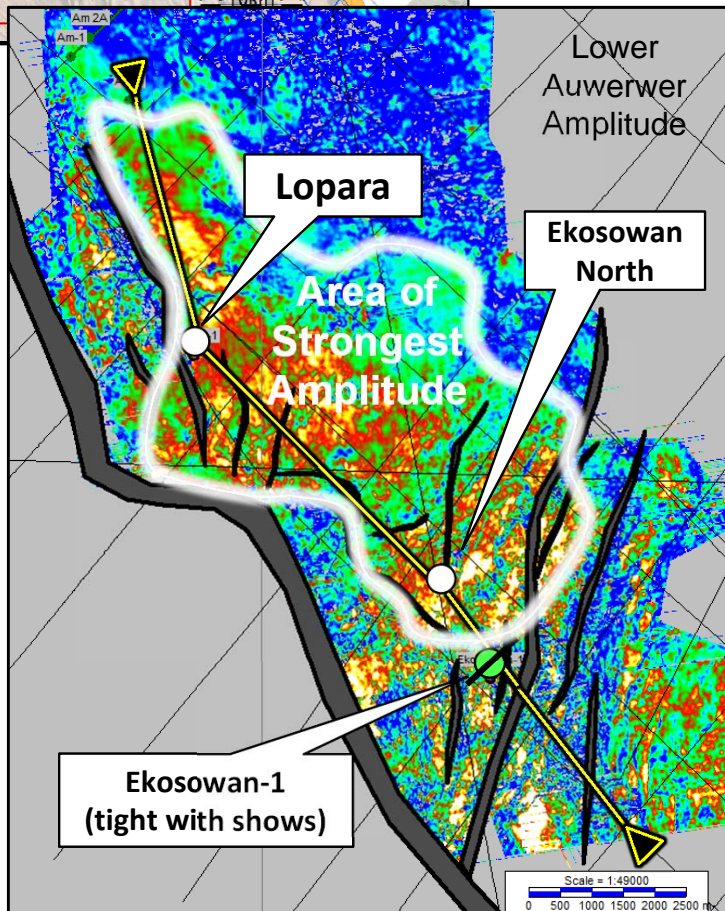 10km
Am 2A
Am-1
Lower
Auwerwer
Amplitude
Lopara
Ekosowan
North
Area of
Strongest
Amplitude
Ekosowan-1
(tight with shows)
Scale = 1:49000
0 500 1000 1500 2000 2500 m